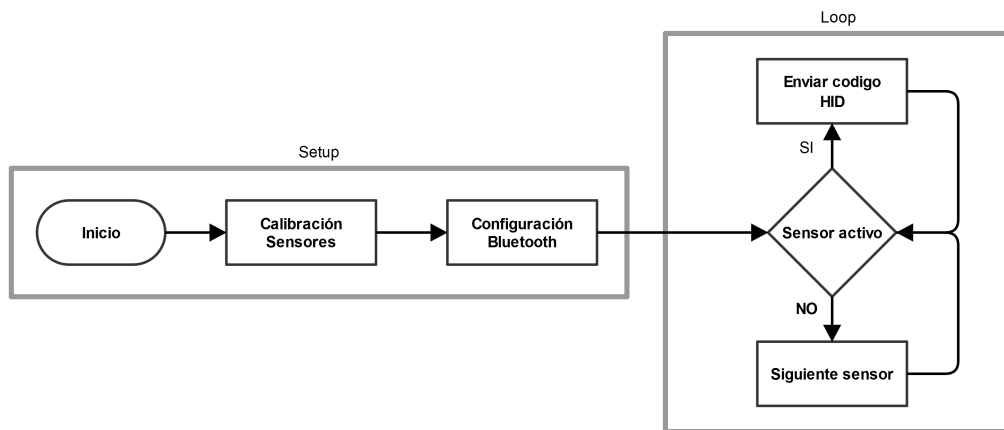 Setup
Inicio
Calibración
Sensores
Configuración
Bluetooth
Loop
Enviar codigo
HID
SI
Sensor activo
NO
Siguiente sensor